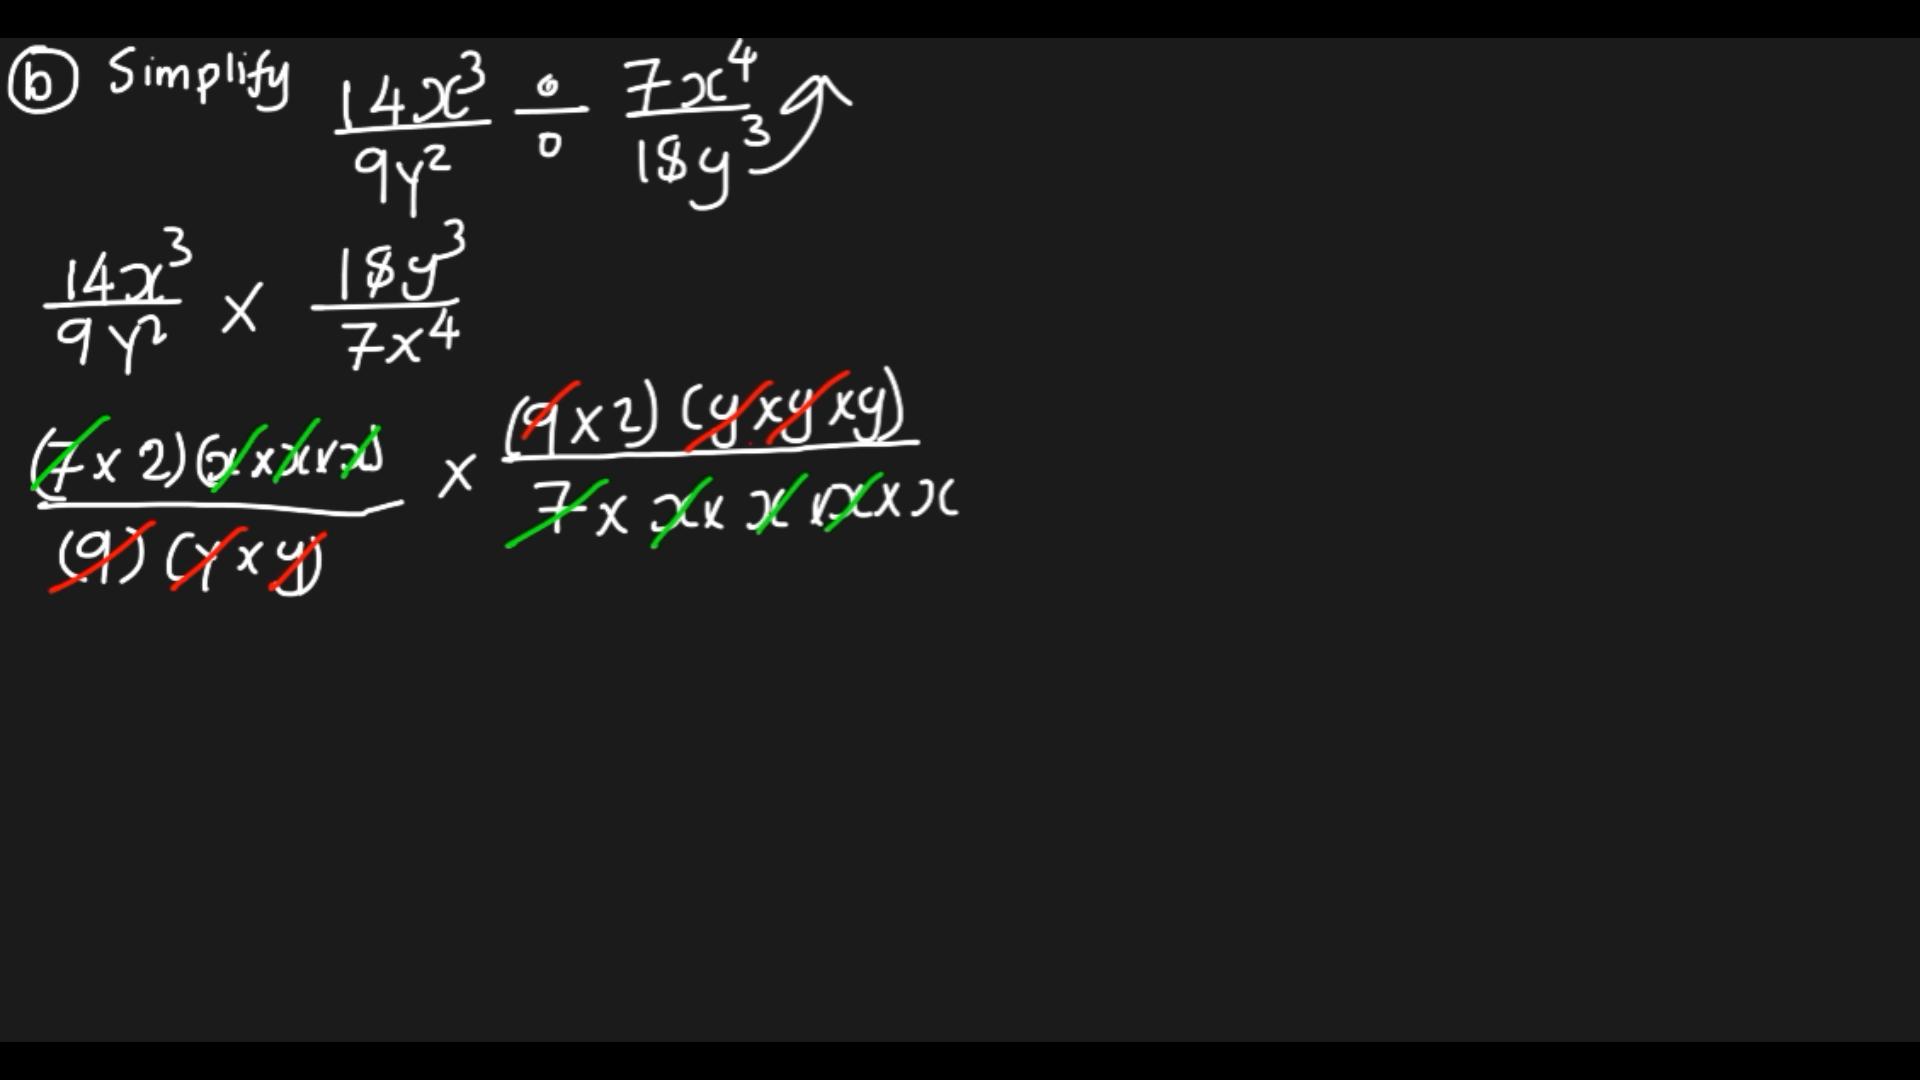 b Simplify 14x³/9y² ÷ 7x⁴/18y³
14x³/9y² × 18y³/7x⁴
(7×2)(x×x×x)/(9)(y×y) × (9×2)(y×y×y)/7×x×x×x×x